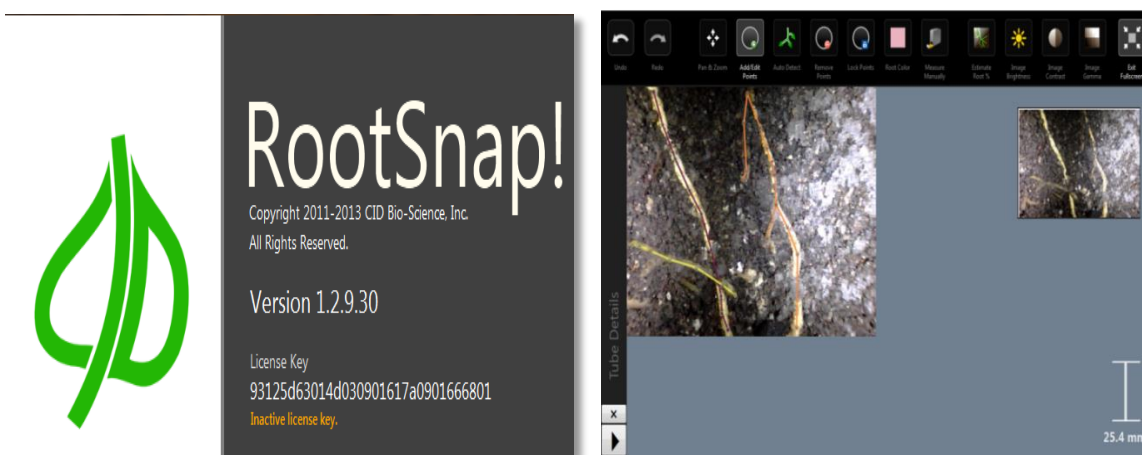 RootSnap!
Copyright 2011-2013 CID Bio-Science, Inc.
All Rights Reserved.
Version 1.2.9.30
License Key
93125d63014d030901617a0901666801
Inactive license key.
Undo
Redo
Pan & Zoom
Add/Edit
Points
Auto Detect
Remove
Points
Lock Points
Root Color
Measure
Manually
Estimate
Root %
Image
Brightness
Image
Contrast
Image
Gamma
Exit
Fullscreen
Tube Details
X
25.4 mm